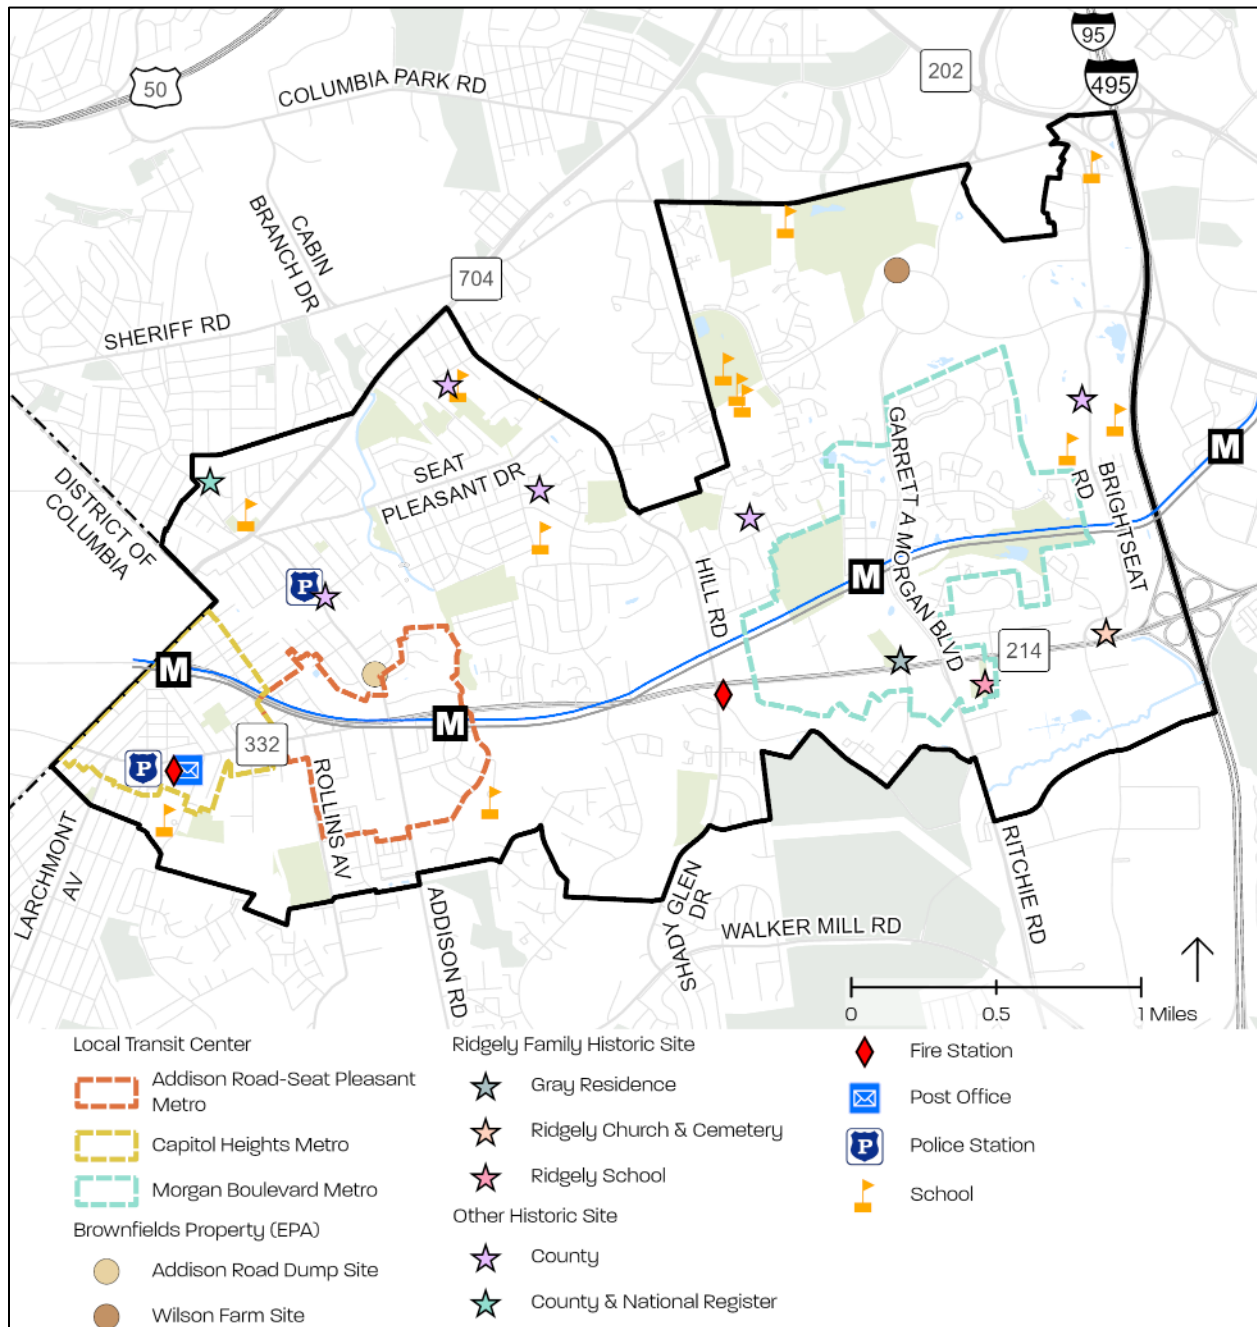 95
495
50
202
COLUMBIA PARK RD
CABIN
BRANCH DR
704
SHERIFF RD
SEAT
PLEASANT DR
DISTRICT OF
COLUMBIA
GARRETT A MORGAN BLVD
BRIGHTSEAT
RD
M
P
HILL RD
M
M
214
M
332
P
ROLLINS AV
LARCHMONT
AV
ADDISON RD
SHADY GLEN
DR
RITCHIE RD
WALKER MILL RD
0
0.5
1 Miles
Local Transit Center
Addison Road-Seat Pleasant
Metro
Capitol Heights Metro
Morgan Boulevard Metro
Brownfields Property (EPA)
Addison Road Dump Site
Wilson Farm Site
Ridgely Family Historic Site
Gray Residence
Ridgely Church & Cemetery
Ridgely School
Other Historic Site
County
County & National Register
Fire Station
Post Office
P
Police Station
School